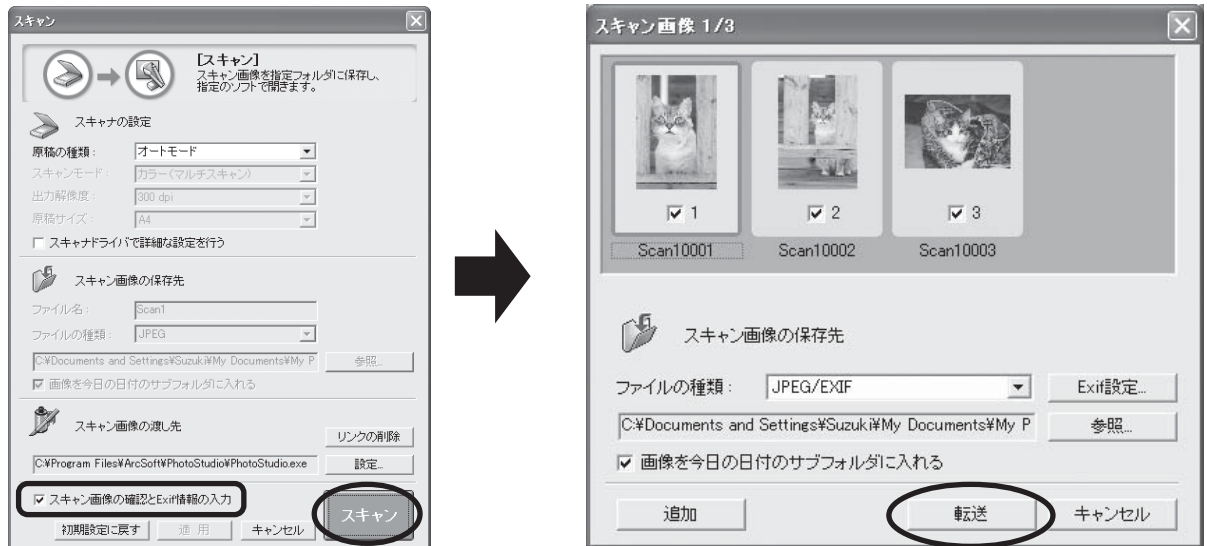 スキャン
[スキャン]
スキャン画像を指定フォルダに保存し、
指定のソフトで開きます。
スキャナの設定
原稿の種類: オートモード
スキャンモード: カラー(マルチスキャン)
出力解像度: 300 dpi
原稿サイズ: A4
スキャナドライバで詳細な設定を行う
スキャン画像の保存先
ファイル名: Scan1
ファイルの種類: JPEG
C:¥Documents and Settings¥Suzuki¥My Documents¥My P 参照...
画像を今日の日付のサブフォルダに入れる
スキャン画像の渡し先
リンクの削除
C:¥Program Files¥ArcSoft¥PhotoStudio¥PhotoStudio.exe 設定...
スキャン画像の確認とExif情報の入力
初期設定に戻す 適用 キャンセル スキャン
スキャン画像 1/3
1 2 3
Scan10001 Scan10002 Scan10003
スキャン画像の保存先
ファイルの種類: JPEG/EXIF Exif設定...
C:¥Documents and Settings¥Suzuki¥My Documents¥My P 参照...
画像を今日の日付のサブフォルダに入れる
追加 転送 キャンセル